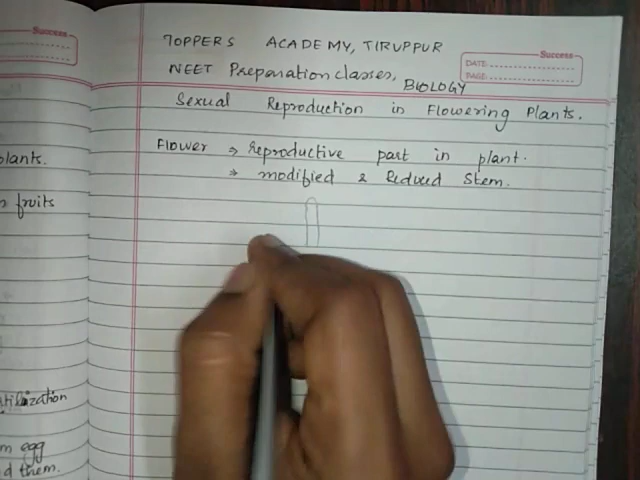 Success
TOPPERS ACADEMY, TIRUPPUR
Success
DATE:
PAGE:
NEET Preparation classes, BIOLOGY
Sexual Reproduction in Flowering Plants.
plants.
Flower → Reproductive part in plant.
→ modified & Reduced Stem.
fruits
egg
them.